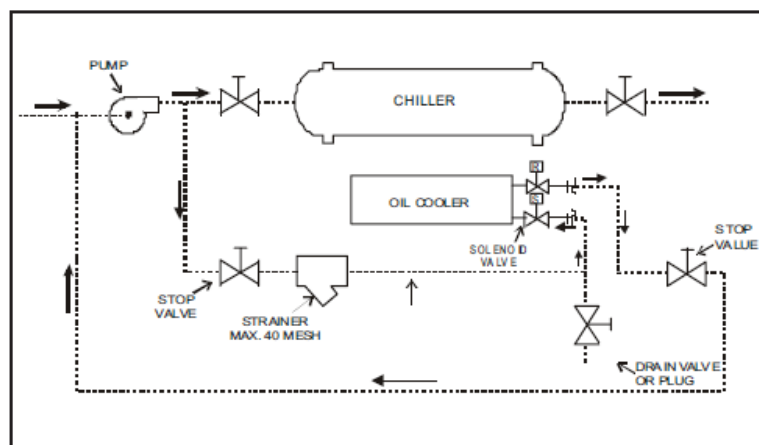 PUMP
CHILLER
R
OIL COOLER
S
SOLENOID
VALVE
STOP
VALUE
STOP
VALVE
STRAINER
MAX. 40 MESH
DRAIN VALVE
OR PLUG